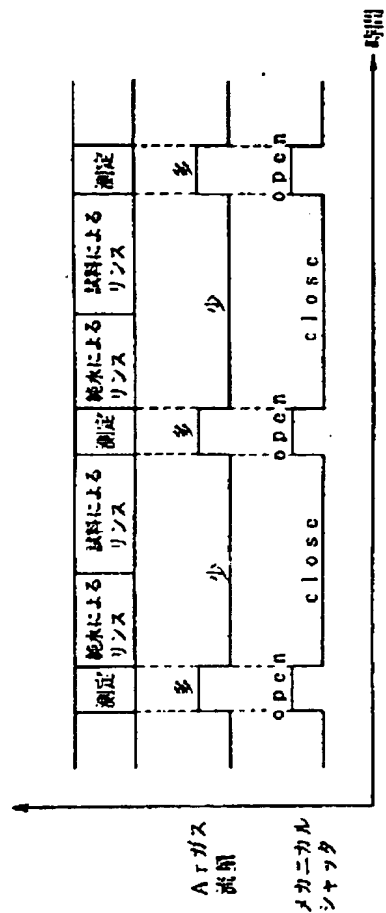 測定
純水による
リンス
試料による
リンス
測定
純水による
リンス
試料による
リンス
測定
Arガス
流量
多
少
多
少
多
メカニカル
シャッタ
open
close
open
close
open
時間